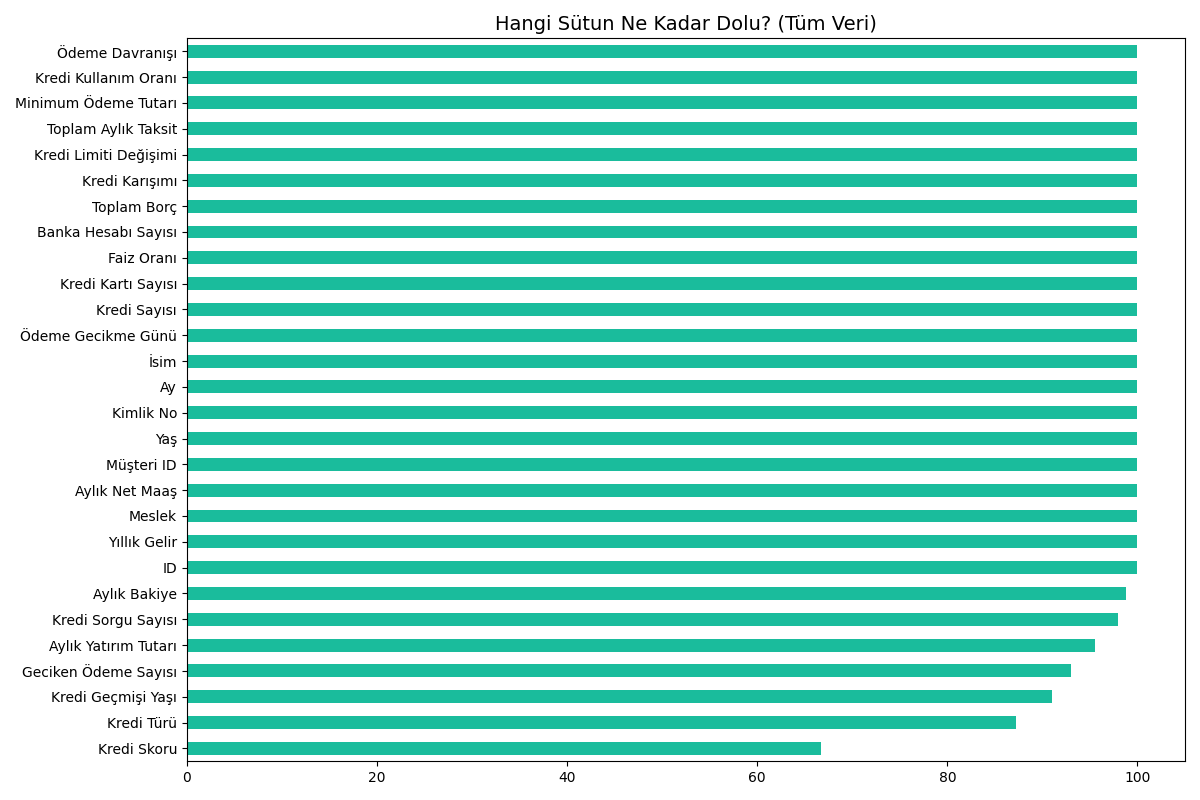 Hangi Sütun Ne Kadar Dolu? (Tüm Veri)
Ödeme Davranışı
Kredi Kullanım Oranı
Minimum Ödeme Tutarı
Toplam Aylık Taksit
Kredi Limiti Değişimi
Kredi Karışımı
Toplam Borç
Banka Hesabı Sayısı
Faiz Oranı
Kredi Kartı Sayısı
Kredi Sayısı
Ödeme Gecikme Günü
İsim
Ay
Kimlik No
Yaş
Müşteri ID
Aylık Net Maaş
Meslek
Yıllık Gelir
ID
Aylık Bakiye
Kredi Sorgu Sayısı
Aylık Yatırım Tutarı
Geciken Ödeme Sayısı
Kredi Geçmişi Yaşı
Kredi Türü
Kredi Skoru
0 20 40 60 80 100